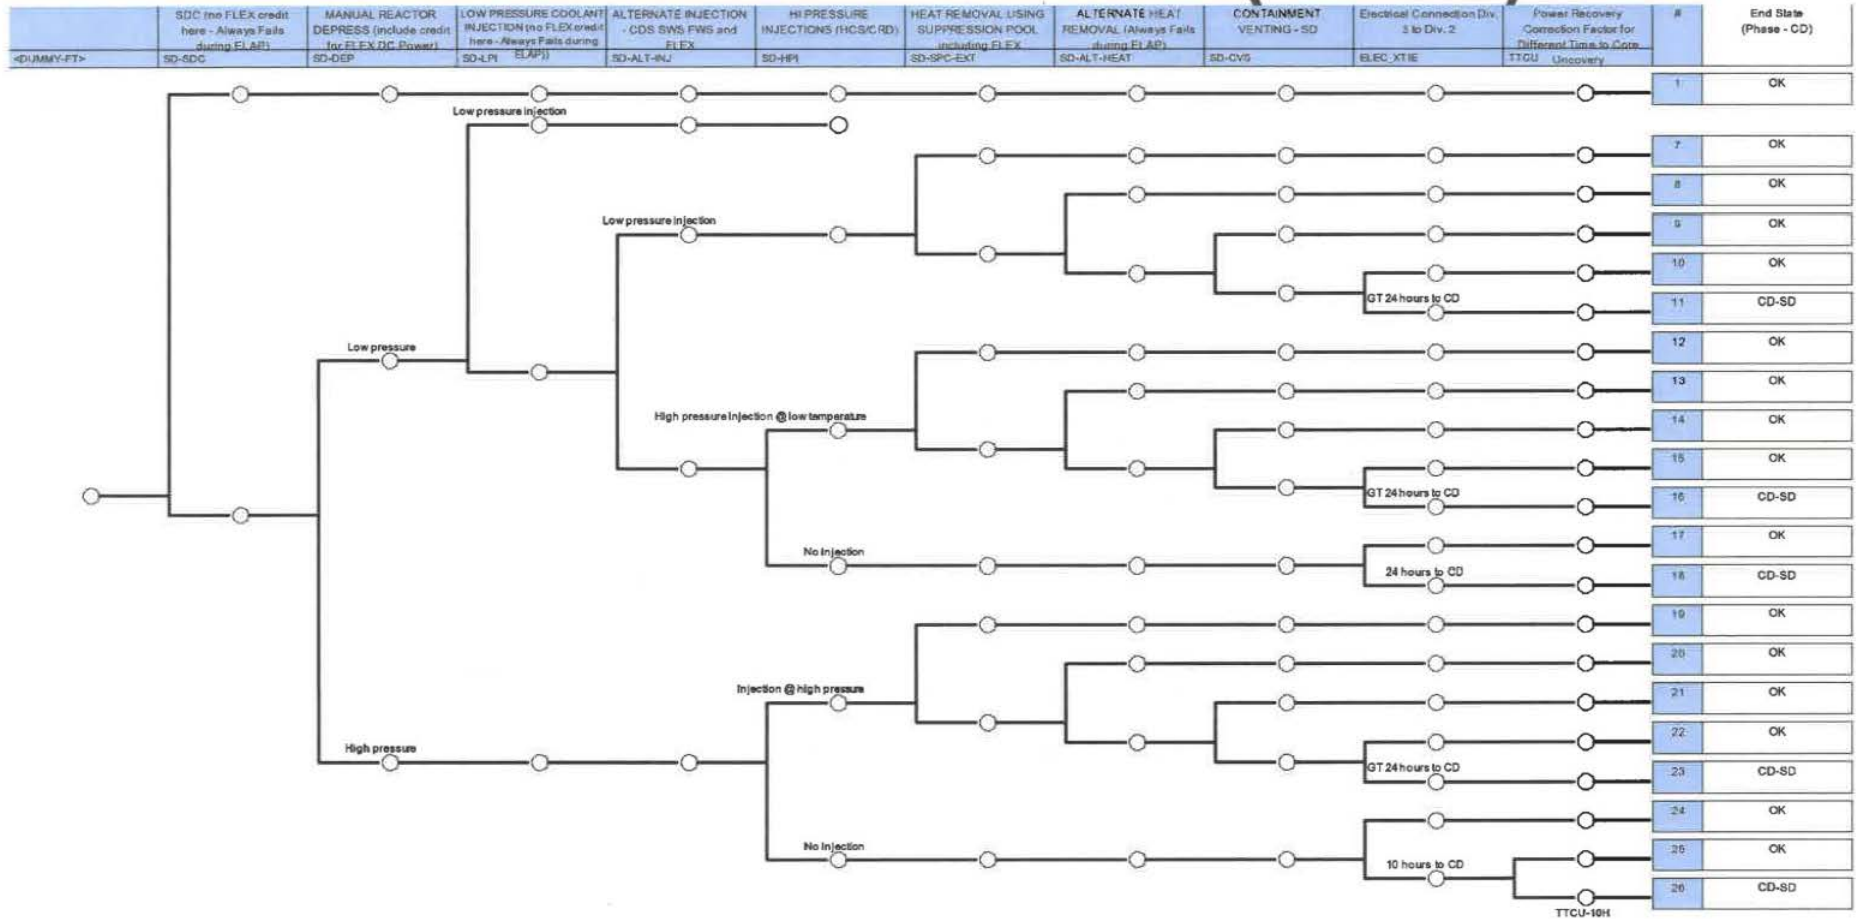 SDC (no FLEX credit
here - Always Fails
during ELAP)
MANUAL REACTOR
DEPRESS (include credit
for FLEX DC Power)
LOW PRESSURE COOLANT
INJECTION (no FLEX credit
here - Always Fails during
ELAP))
ALTERNATE INJECTION
- CDS SWS FWS and
FLEX
HI PRESSURE
INJECTIONS (HCS/CRD)
HEAT REMOVAL USING
SUPPRESSION POOL
including FLEX
ALTERNATE HEAT
REMOVAL (Always Fails
during ELAP)
CONTAINMENT
VENTING - SD
Electrical Connection Div.
3 to Div. 2
Power Recovery
Correction Factor for
Different Time to Core
Uncovery
#
End State
(Phase - CD)
<DUMMY-FT>
SD-SDC
SD-DEP
SD-LPI
SD-ALT-INJ
SD-HPI
SD-SPC-EXT
SD-ALT-HEAT
SD-CVS
ELEC_XTIE
TTCU
1 OK
Low pressure injection
7 OK
8 OK
Low pressure injection
9 OK
10 OK
GT 24 hours to CD
11 CD-SD
Low pressure
12 OK
13 OK
High pressure injection @ low temperature
14 OK
15 OK
GT 24 hours to CD
16 CD-SD
17 OK
No Injection
24 hours to CD
18 CD-SD
19 OK
20 OK
Injection @ high pressure
21 OK
22 OK
High pressure
GT 24 hours to CD
23 CD-SD
24 OK
No Injection
25 OK
10 hours to CD
26 CD-SD
TTCU-10H